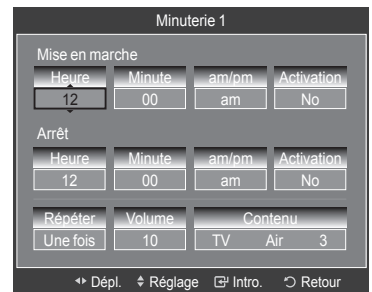 Minuterie 1
Mise en marche
Heure Minute am/pm Activation
12 00 am No
Arrêt
Heure Minute am/pm Activation
12 00 am No
Répéter Volume Contenu
Une fois 10 TV Air 3
Dépl. Réglage Intro. Retour